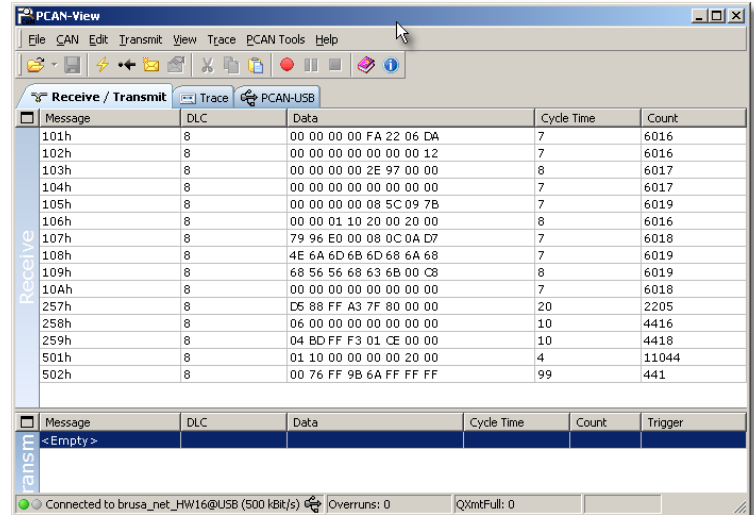 PCAN-View
File CAN Edit Transmit View Trace PCAN Tools Help
Receive / Transmit Trace PCAN-USB
Message DLC Data Cycle Time Count
101h 8 00 00 00 00 FA 22 06 DA 7 6016
102h 8 00 00 00 00 00 00 00 12 7 6016
103h 8 00 00 00 00 2E 97 00 00 8 6017
104h 8 00 00 00 00 00 00 00 00 7 6017
105h 8 00 00 00 00 08 5C 09 7B 7 6019
106h 8 00 00 01 10 20 00 20 00 8 6016
107h 8 79 96 E0 00 08 0C 0A D7 7 6018
108h 8 4E 6A 6D 6B 6D 68 6A 68 7 6019
109h 8 68 56 56 68 63 6B 00 C8 8 6019
10Ah 8 00 00 00 00 00 00 00 00 7 6018
257h 8 D5 88 FF A3 7F 80 00 00 20 2205
258h 8 06 00 00 00 00 00 00 00 10 4416
259h 8 04 BD FF F3 01 CE 00 00 10 4418
501h 8 01 10 00 00 00 00 20 00 4 11044
502h 8 00 76 FF 9B 6A FF FF FF 99 441
Receive
Message DLC Data Cycle Time Count Trigger
<Empty>
Transm
Connected to brusa_net_HW16@USB (500 kBit/s) Overruns: 0 QXmtFull: 0